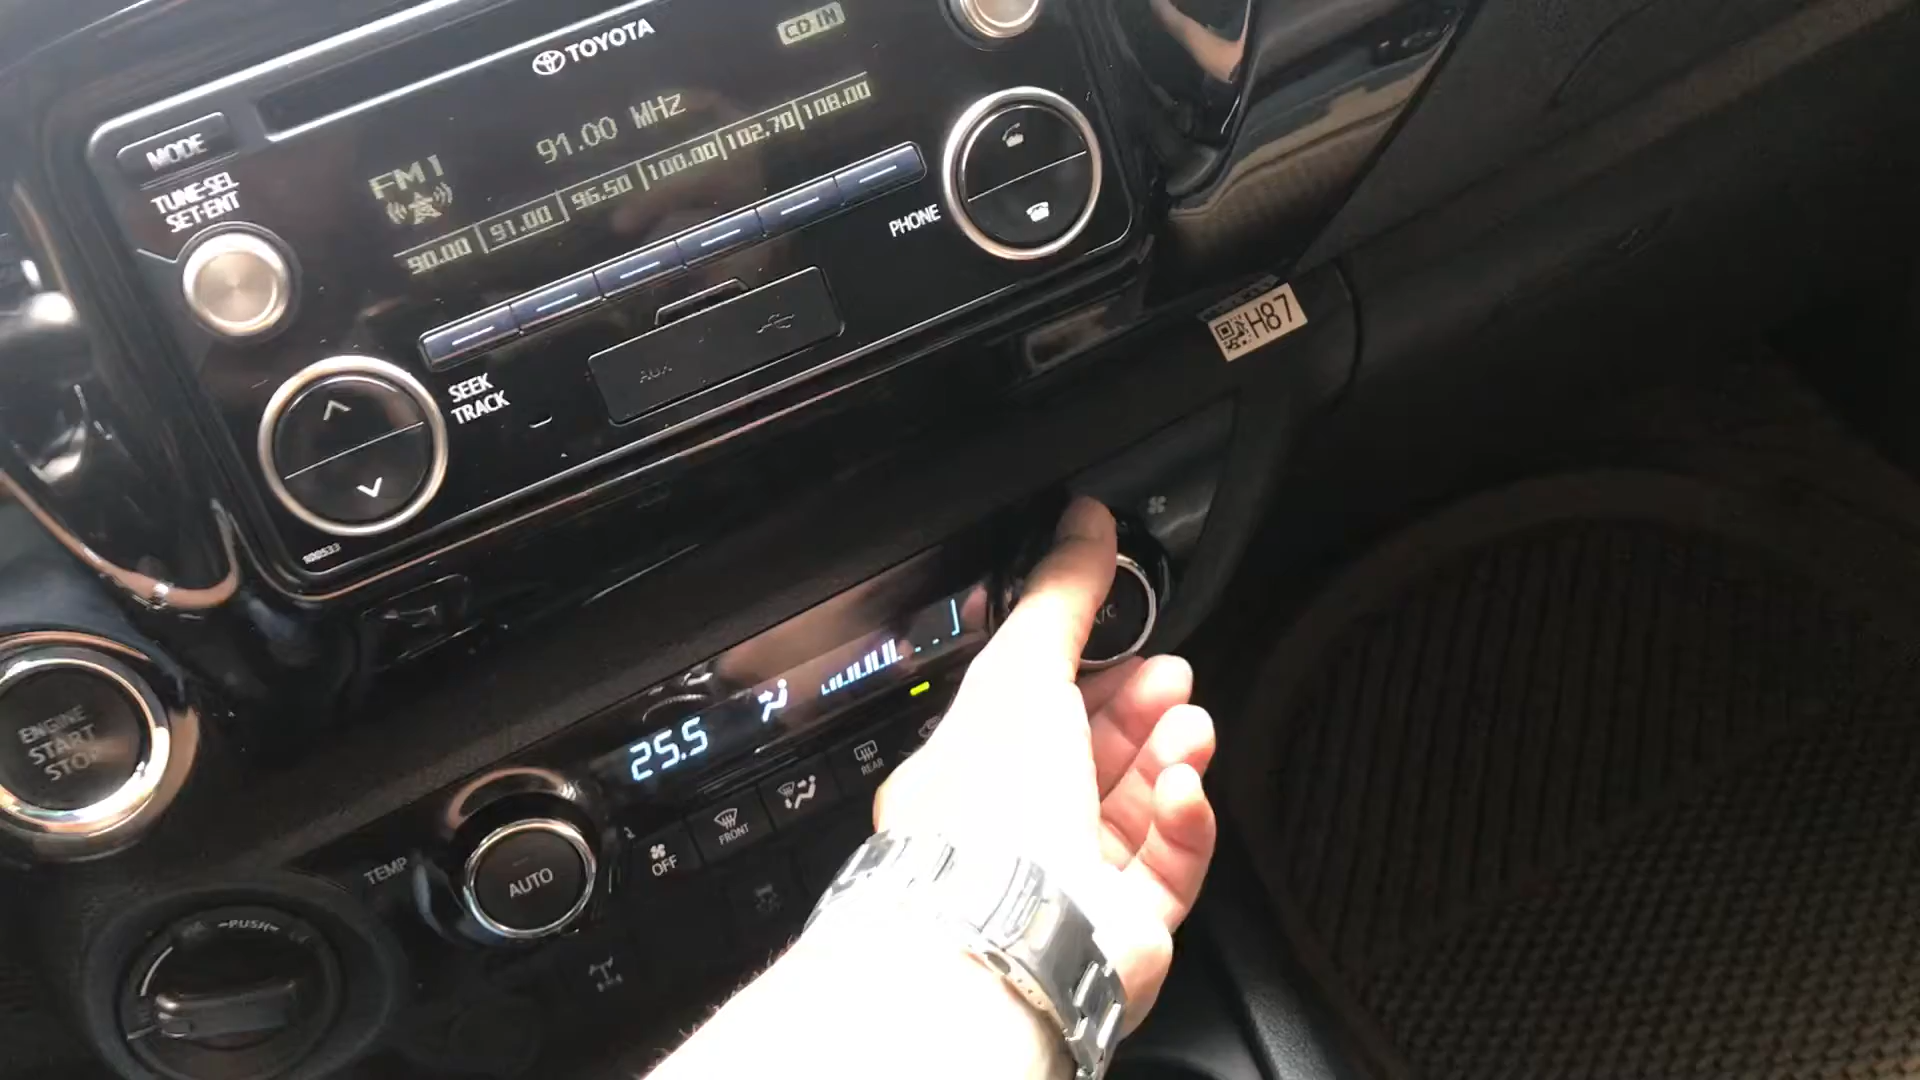 TOYOTA
CD IN
MODE
91.00 MHz
FM1
TUNE·SEL
SET·ENT
90.00 | 91.00 | 96.50 | 100.00 | 102.70 | 108.00
PHONE
H87
SEEK
TRACK
AUX
100533
A/C
ENGINE
START
STOP
25.5
REAR
FRONT
OFF
TEMP
AUTO
PUSH